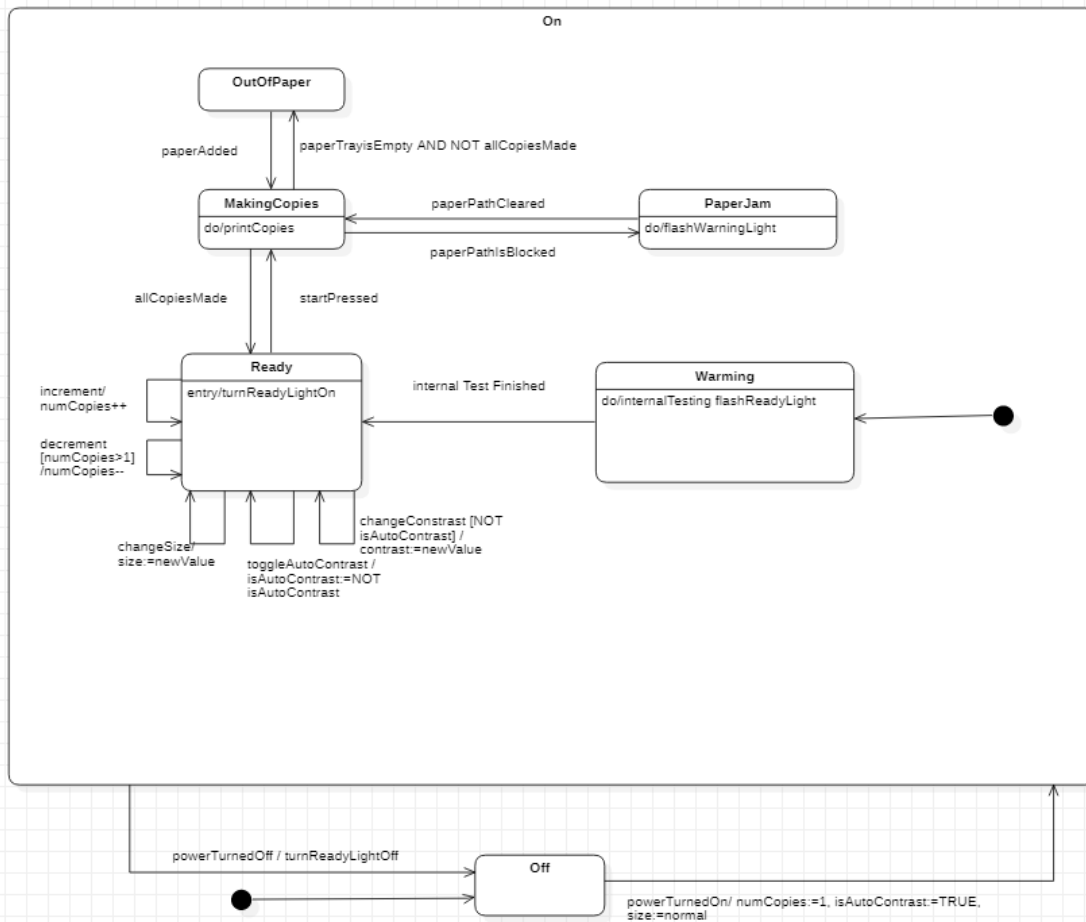 On
OutOfPaper
paperAdded
paperTrayisEmpty AND NOT allCopiesMade
MakingCopies
do/printCopies
paperPathCleared
PaperJam
do/flashWarningLight
paperPathIsBlocked
allCopiesMade
startPressed
Ready
entry/turnReadyLightOn
increment/
numCopies++
decrement
[numCopies>1]
/numCopies--
internal Test Finished
Warming
do/internalTesting flashReadyLight
changeSize/
size:=newValue
toggleAutoContrast /
isAutoContrast:=NOT
isAutoContrast
changeConstrast [NOT
isAutoContrast] /
contrast:=newValue
powerTurnedOff / turnReadyLightOff
Off
powerTurnedOn/ numCopies:=1, isAutoContrast:=TRUE,
size:=normal